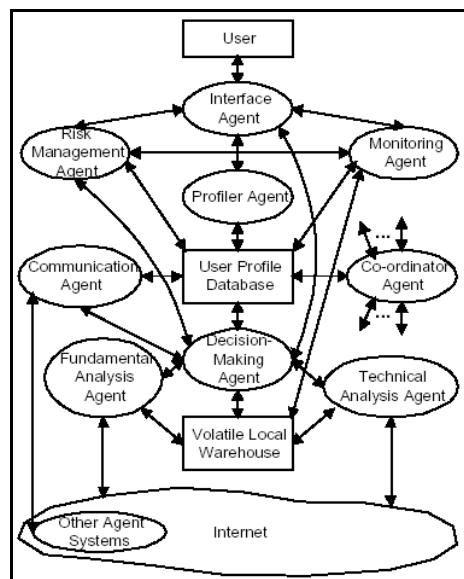 User
Interface
Agent
Risk
Management
Agent
Monitoring
Agent
Profiler Agent
...
Communication
Agent
User Profile
Database
Co-ordinator
Agent
...
Decision-
Making
Agent
Fundamental
Analysis
Agent
Technical
Analysis Agent
Volatile Local
Warehouse
Other Agent
Systems
Internet